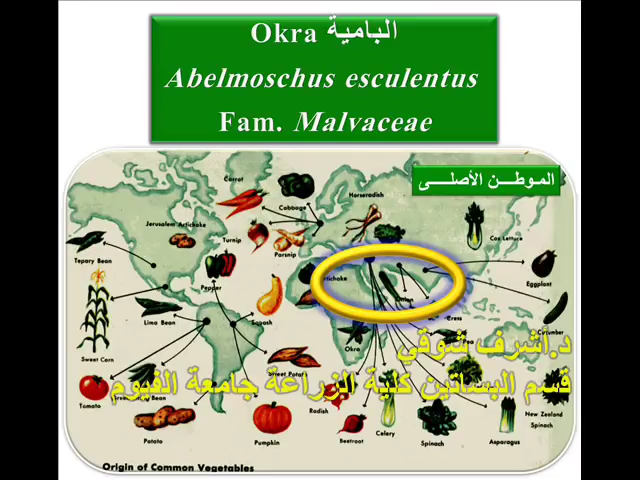 Okra البامية
Abelmoschus esculentus
Fam. Malvaceae
الموطن الأصلى
Carrot
Cabbage
Horseradish
Jerusalem Artichoke
Turnip
Parsnip
Cos Lettuce
Tepary Bean
Pepper
Eggplant
Lima Bean
Squash
Cress
Cucumber
Okra
د.اشرف شوقي
Sweet Corn
Sweet Potato
قسم البساتين كلية الزراعة جامعة الفيوم
Tomato
Radish
Potato
Pumpkin
Beetroot
Celery
Spinach
Asparagus
New Zealand
Spinach
Origin of Common Vegetables